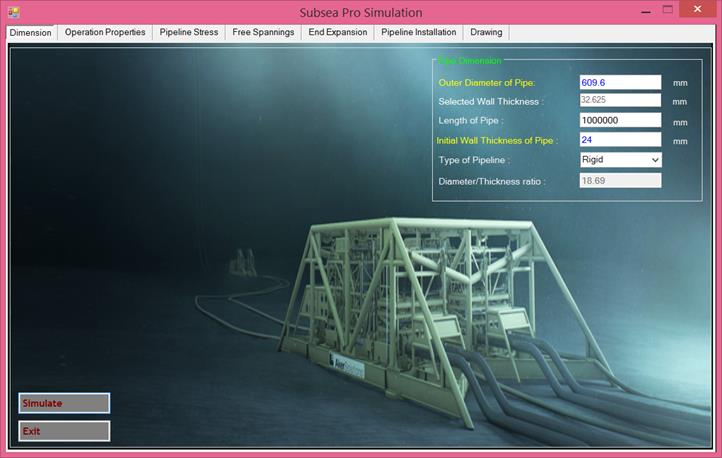 Subsea Pro Simulation
Dimension Operation Properties Pipeline Stress Free Spannings End Expansion Pipeline Installation Drawing
Pipe Dimension
Outer Diameter of Pipe: 609.6 mm
Selected Wall Thickness : 32.625 mm
Length of Pipe : 1000000 mm
Initial Wall Thickness of Pipe : 24 mm
Type of Pipeline : Rigid
Diameter/Thickness ratio : 18.69
AkerSolutions
Simulate
Exit